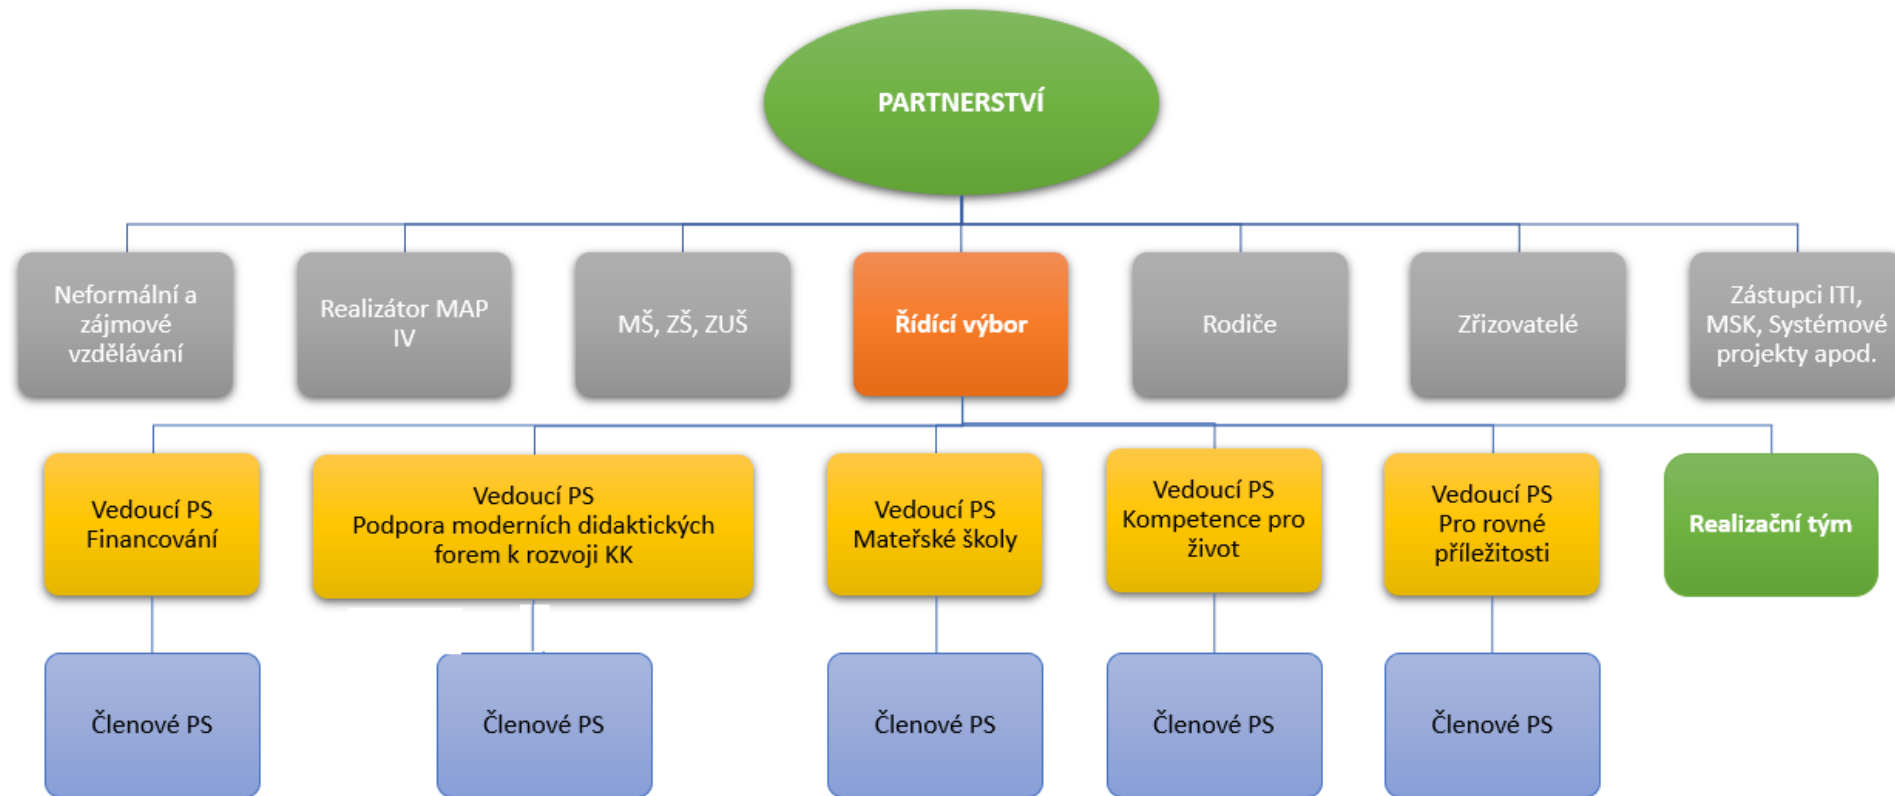 PARTNERSTVÍ
Neformální a
zájmové
vzdělávání
Realizátor MAP
IV
MŠ, ZŠ, ZUŠ
Řídící výbor
Rodiče
Zřizovatelé
Zástupci ITI,
MSK, Systémové
projekty apod.
Vedoucí PS
Financování
Vedoucí PS
Podpora moderních didaktických
forem k rozvoji KK
Vedoucí PS
Mateřské školy
Vedoucí PS
Kompetence pro
život
Vedoucí PS
Pro rovné
příležitosti
Realizační tým
Členové PS
Členové PS
Členové PS
Členové PS
Členové PS